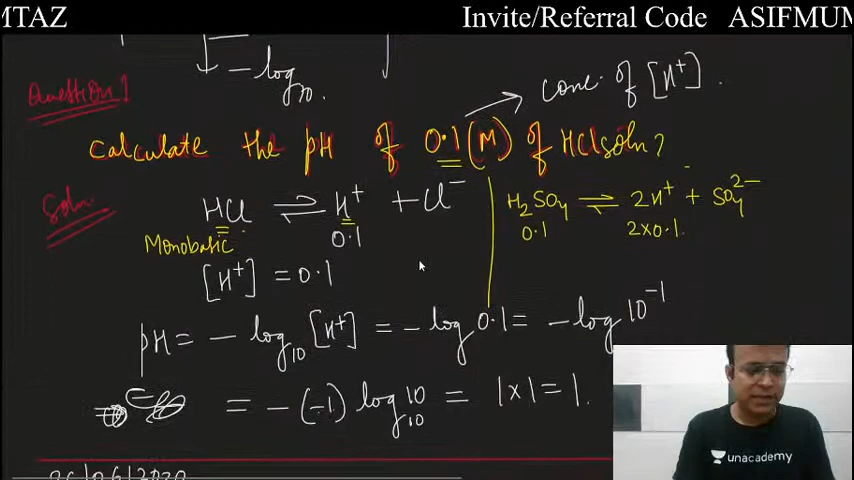 MTAZ Invite/Referral Code ASIFMUM
- log10.
Question 1
conc. of [H+].
Calculate the pH of 0.1 (M) of HCl soln?
Soln.
HCl ⇌ H+ + Cl-
Monobasic
0.1
H2SO4 ⇌ 2H+ + SO4^2-
0.1 2x0.1
[H+] = 0.1
pH = - log10 [H+] = - log 0.1 = - log 10^-1
= - (-1) log10 10 = 1 x 1 = 1.
unacademy